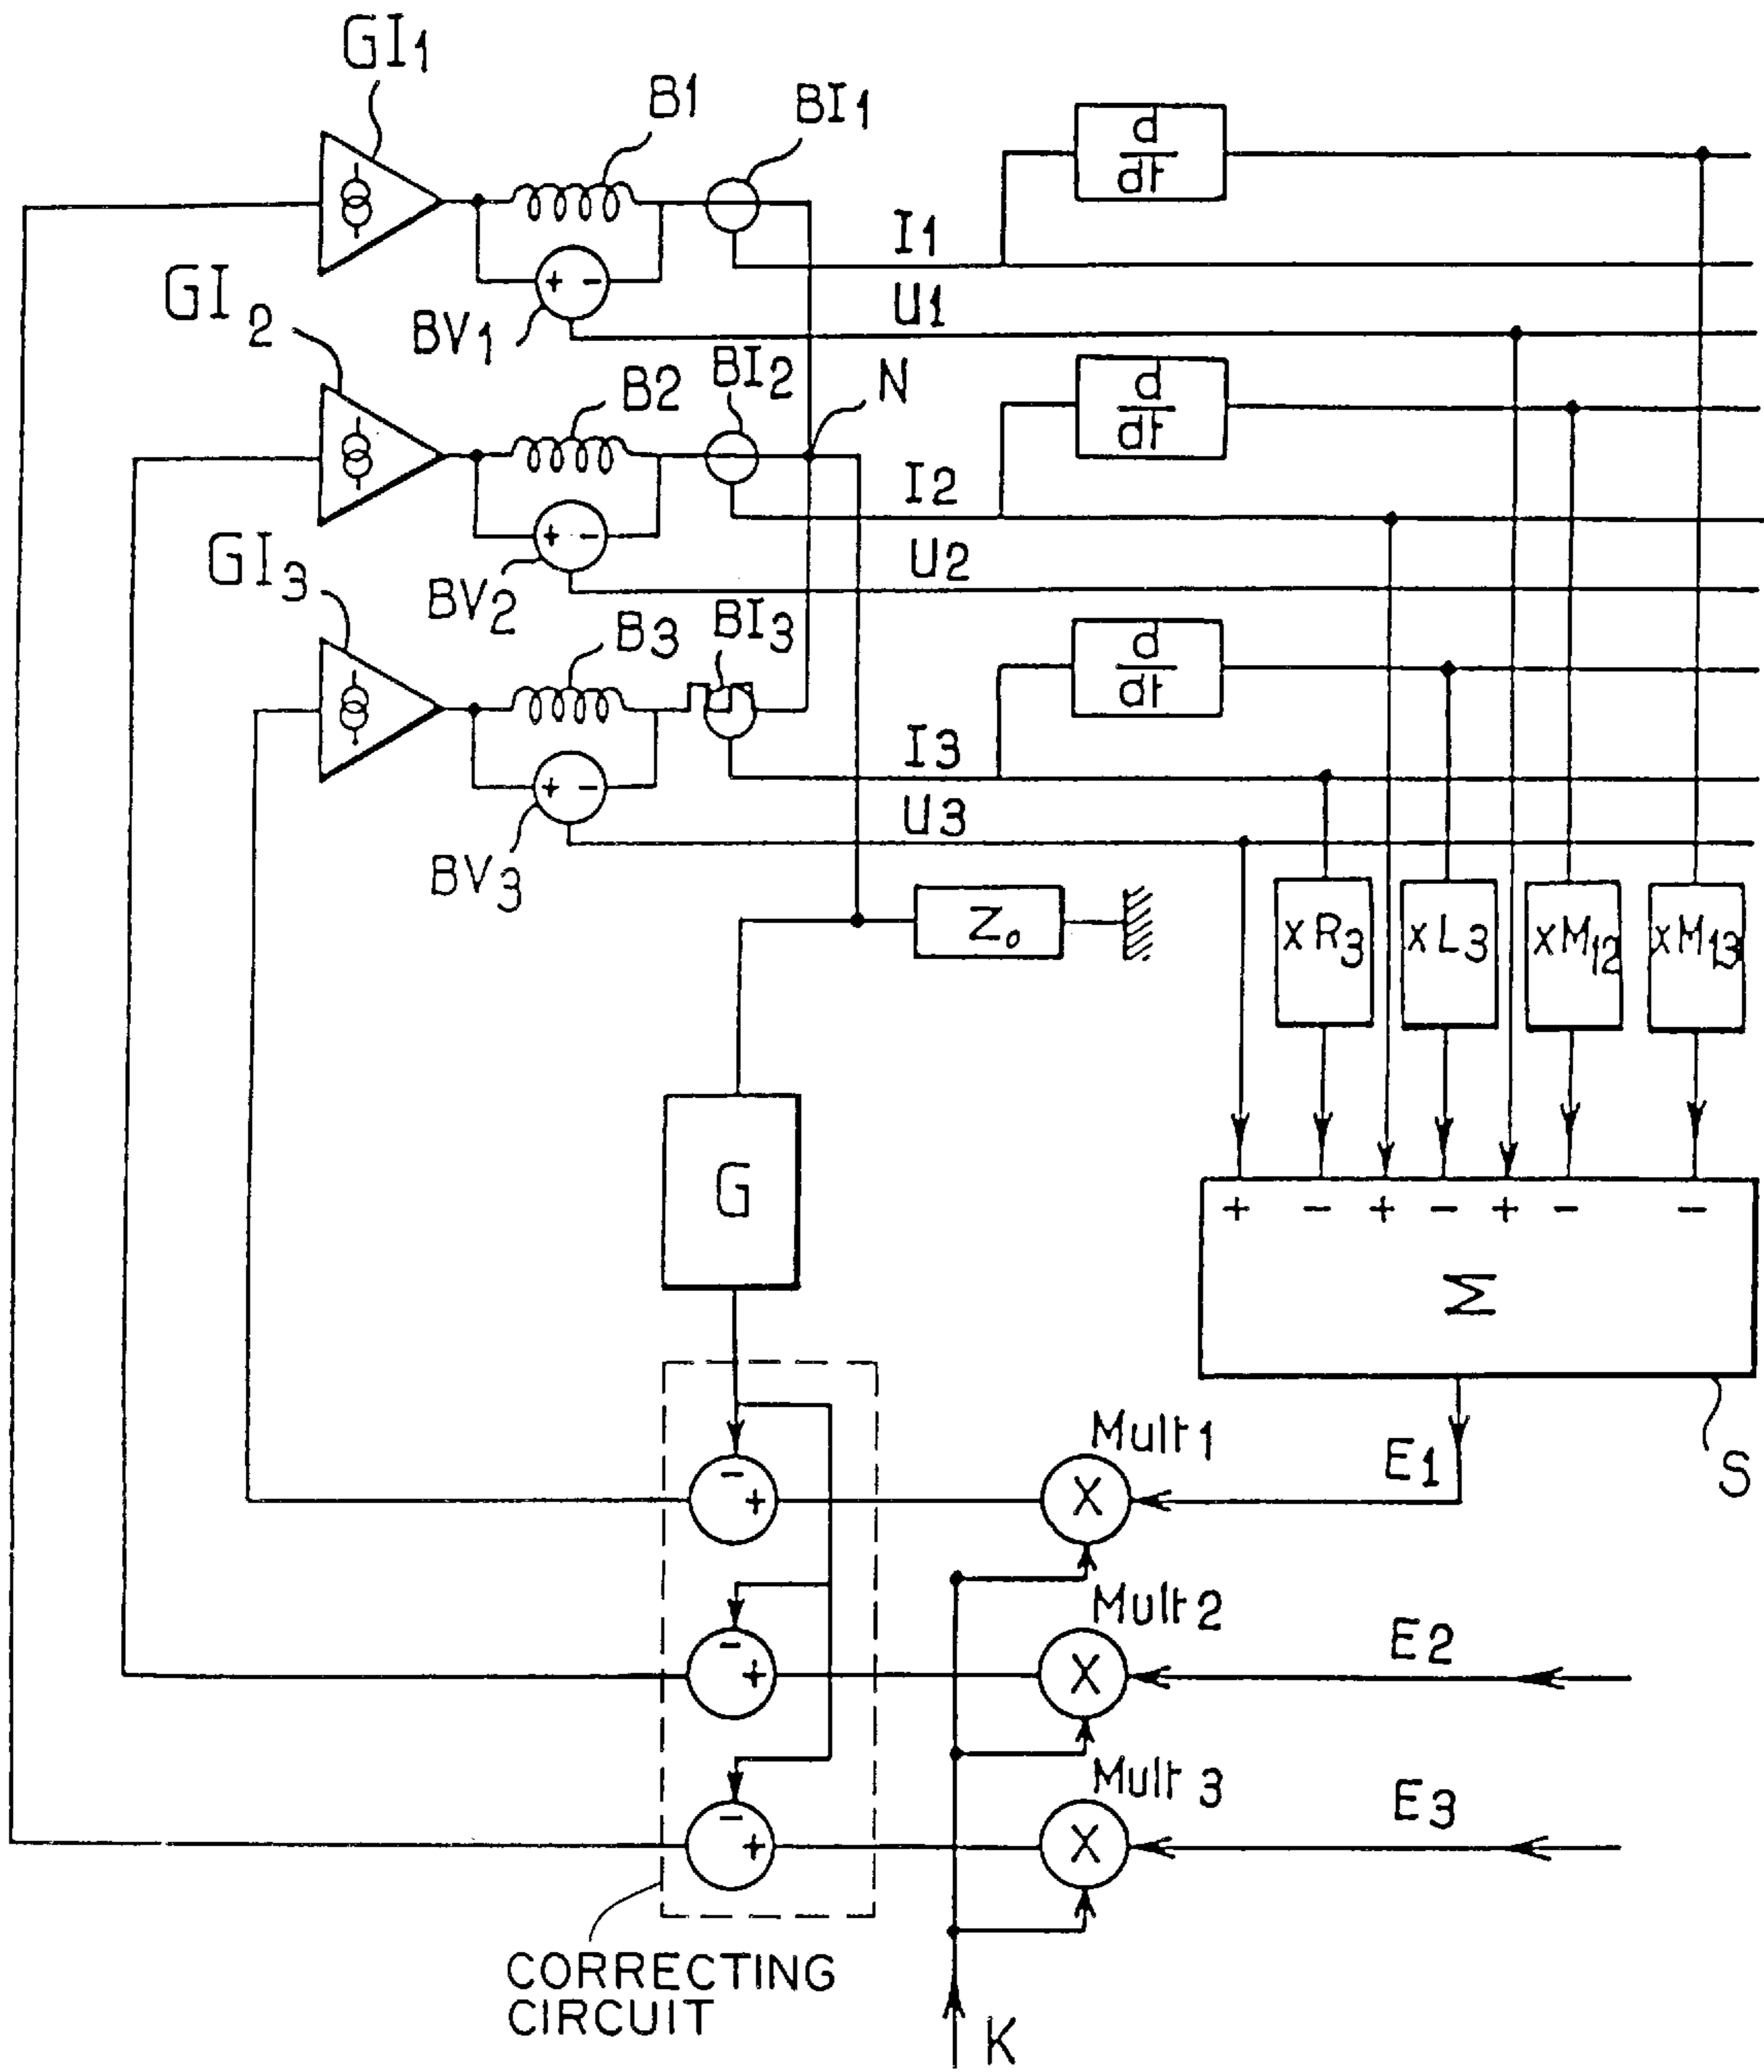 GI1
B1
BI1
d
dt
I1
GI2
BV1
U1
B2
BI2
N
d
dt
I2
GI3
BV2
U2
B3
BI3
d
dt
I3
BV3
U3
Z0
xR3
xL3
xM12
xM13
G
+ - + - + - -
Σ
Mult 1
E1
S
- +
X
Mult 2
E2
- +
X
Mult 3
E3
- +
X
CORRECTING
CIRCUIT
K